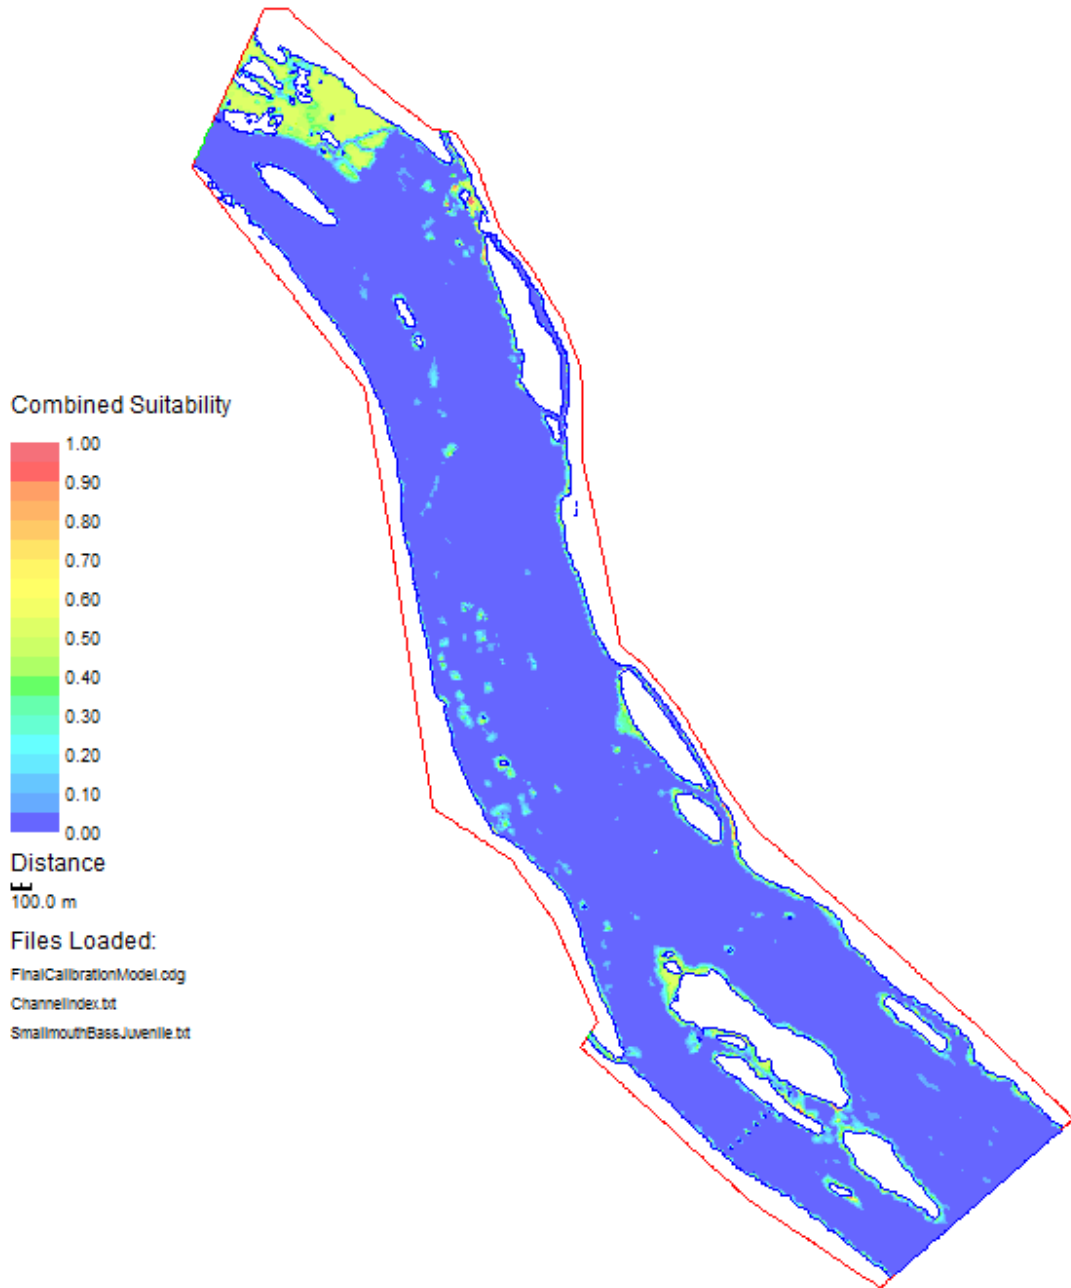 Combined Suitability
1.00
0.90
0.80
0.70
0.60
0.50
0.40
0.30
0.20
0.10
0.00
Distance
100.0 m
Files Loaded:
FinalCalibrationModel.cdg
ChannelIndex.txt
SmallmouthBassJuvenile.txt